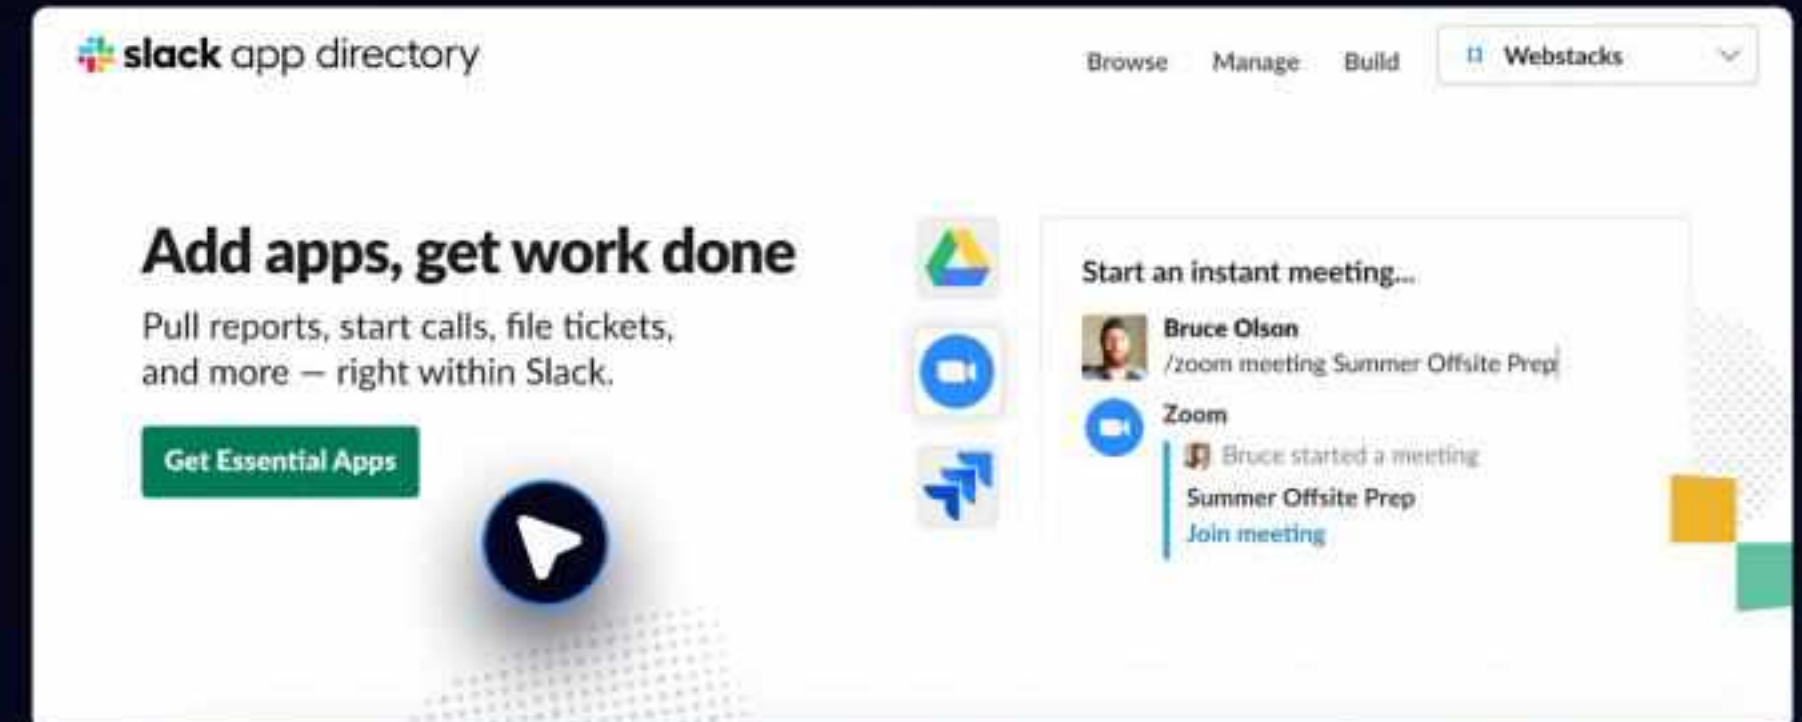 slack app directory
Browse Manage Build Webstacks
Add apps, get work done
Pull reports, start calls, file tickets,
and more — right within Slack.
Get Essential Apps
Start an instant meeting...
Bruce Olson
/zoom meeting Summer Offsite Prep
Zoom
Bruce started a meeting
Summer Offsite Prep
Join meeting